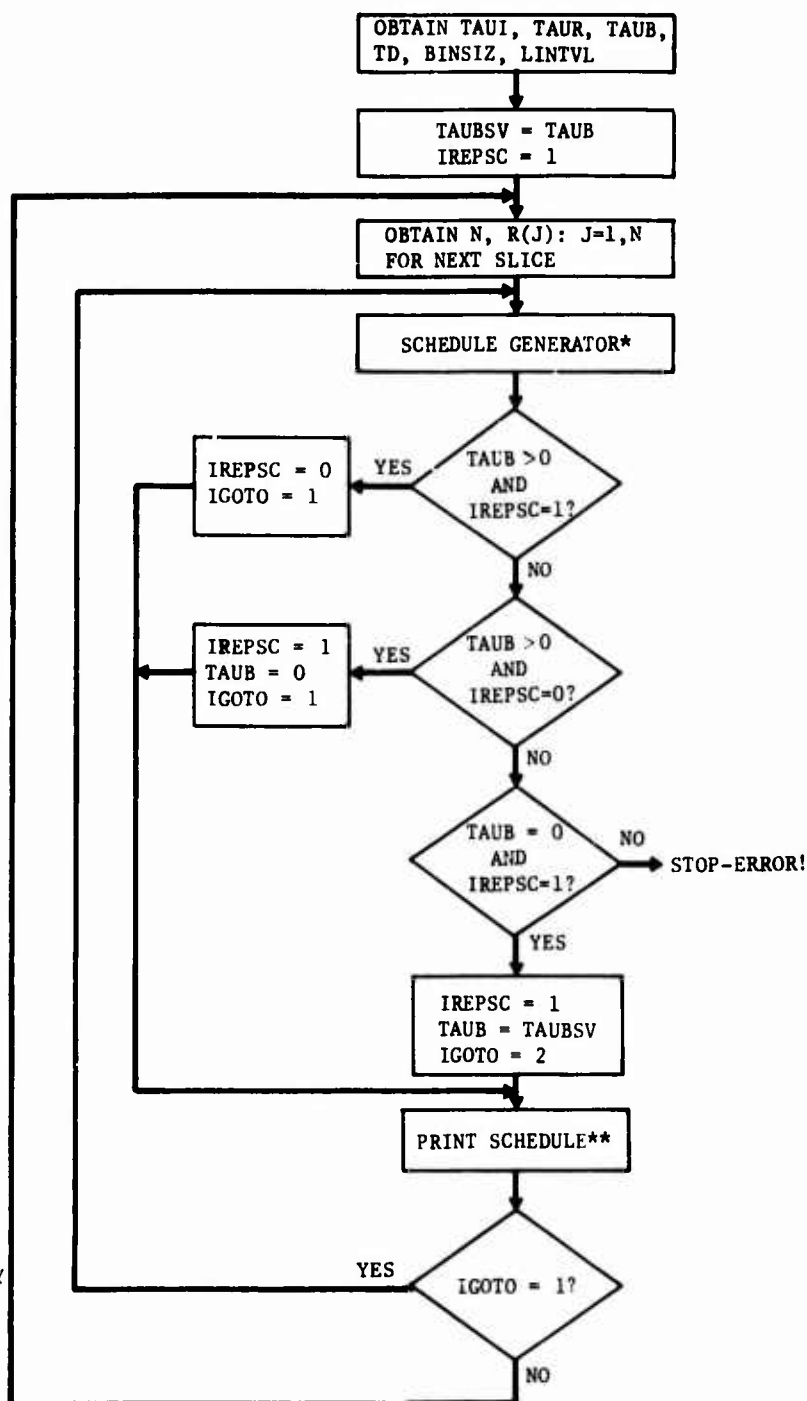 OBTAIN TAUI, TAUR, TAUB,
TD, BINSIZ, LINTVL
TAUBSV = TAUB
IREPSC = 1
OBTAIN N, R(J): J=1,N
FOR NEXT SLICE
SCHEDULE GENERATOR*
TAUB >0
AND
IREPSC=1?
YES
IREPSC = 0
IGOTO = 1
NO
TAUB >0
AND
IREPSC=0?
YES
IREPSC = 1
TAUB = 0
IGOTO = 1
NO
TAUB = 0
AND
IREPSC=1?
NO
STOP-ERROR!
YES
IREPSC = 1
TAUB = TAUBSV
IGOTO = 2
PRINT SCHEDULE**
IGOTO = 1?
YES
NO